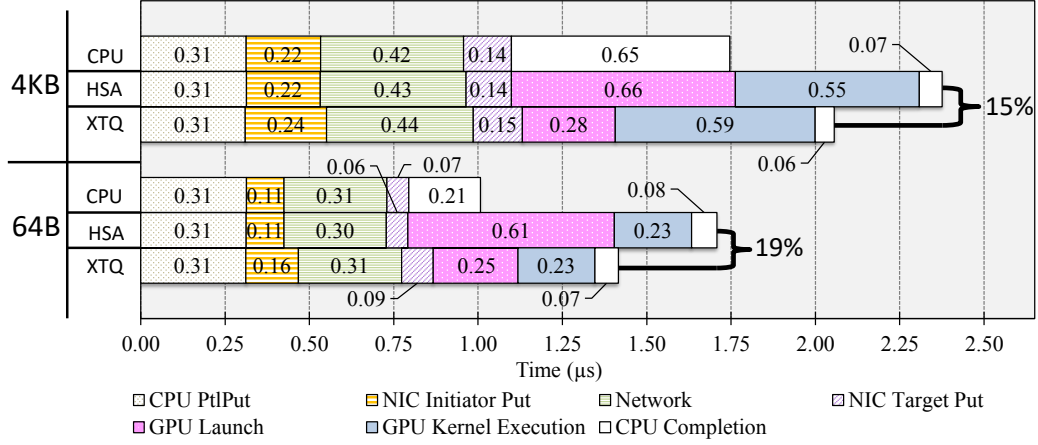 0.07
CPU 0.31 0.22 0.42 0.14 0.65
4KB HSA 0.31 0.22 0.43 0.14 0.66 0.55 15%
XTQ 0.31 0.24 0.44 0.15 0.28 0.59
0.06 0.07 0.06
CPU 0.31 0.11 0.31 0.21 0.08
64B HSA 0.31 0.11 0.30 0.61 0.23 19%
XTQ 0.31 0.16 0.31 0.25 0.23
0.09 0.07
0.00 0.25 0.50 0.75 1.00 1.25 1.50 1.75 2.00 2.25 2.50
Time (µs)
CPU PtlPut NIC Initiator Put Network NIC Target Put
GPU Launch GPU Kernel Execution CPU Completion